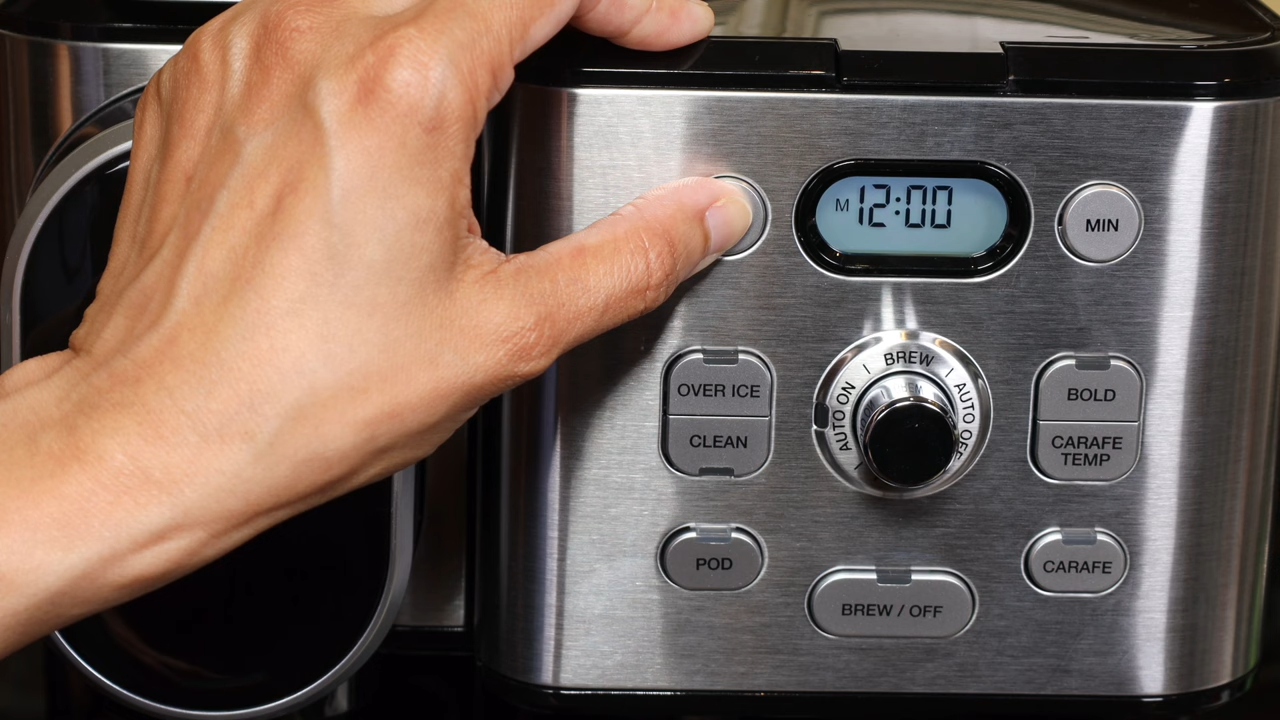 M 12:00
MIN
OVER ICE
CLEAN
AUTO ON | BREW | AUTO OFF
BOLD
CARAFE
TEMP
POD
CARAFE
BREW / OFF